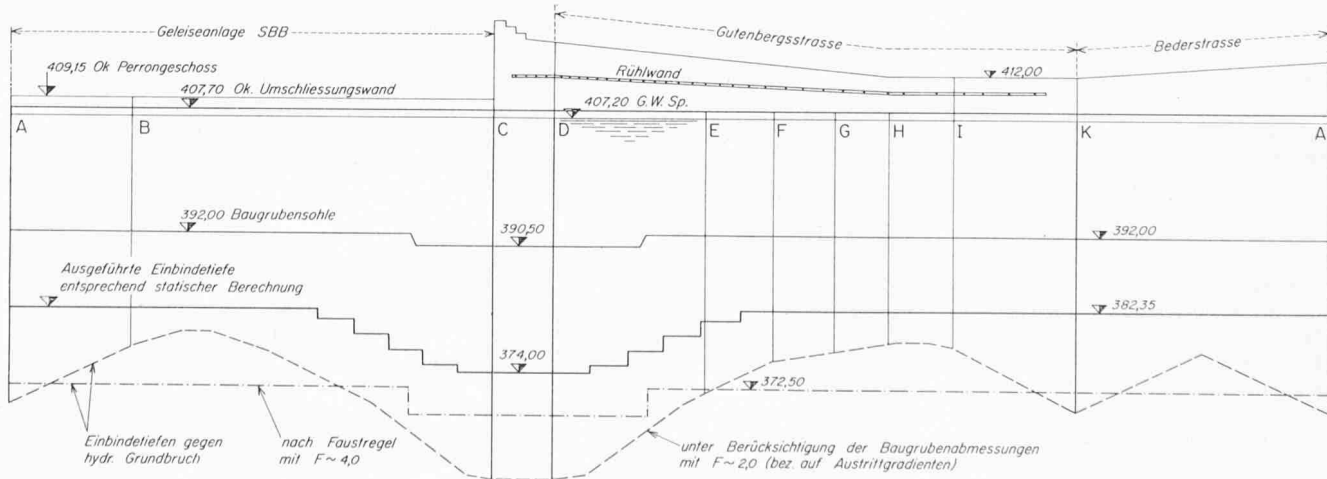 Geleiseanlage SBB
Gutenbergsstrasse
Bederstrasse
409,15 Ok Perrongeschoss
407,70 Ok. Umschliessungswand
Rühlwand
412,00
407,20 G.W. Sp.
A
B
C
D
E
F
G
H
I
K
A
392,00 Baugrubensohle
390,50
392,00
Ausgeführte Einbindetiefe
entsprechend statischer Berechnung
382,35
374,00
372,50
Einbindetiefen gegen
hydr. Grundbruch
nach Faustregel
mit F~4,0
unter Berücksichtigung der Baugrubenabmessungen
mit F~2,0 (bez. auf Austrittgradienten)